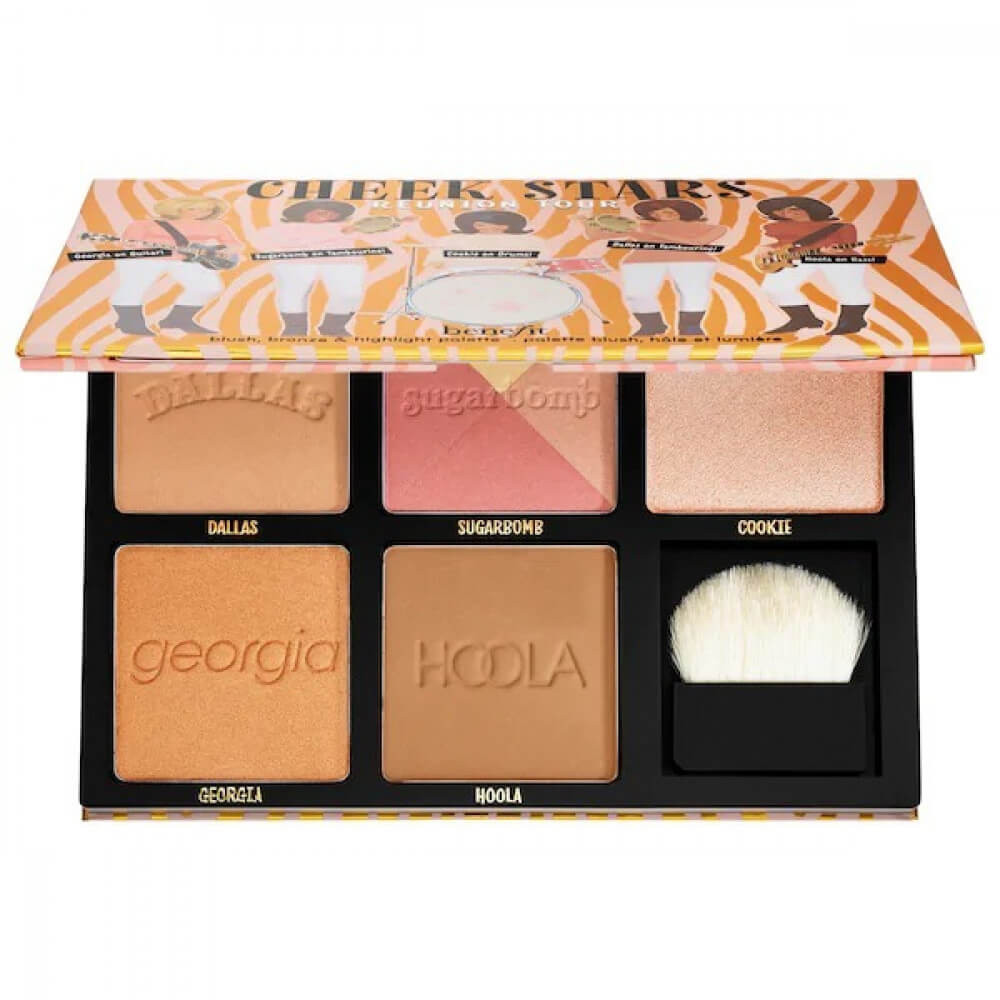 CHEEK STARS
REUNION TOUR
Georgia on Guitar!
Sugarbomb on Tambourine!
Cookie on Drums!
Dallas on Tambourine!
Hoola on Bass!
benefit
blush, bronze & highlight palette – palette blush, hâle et lumière
DALLAS
sugarbomb
DALLAS
SUGARBOMB
COOKIE
georgia
HOOLA
GEORGIA
HOOLA